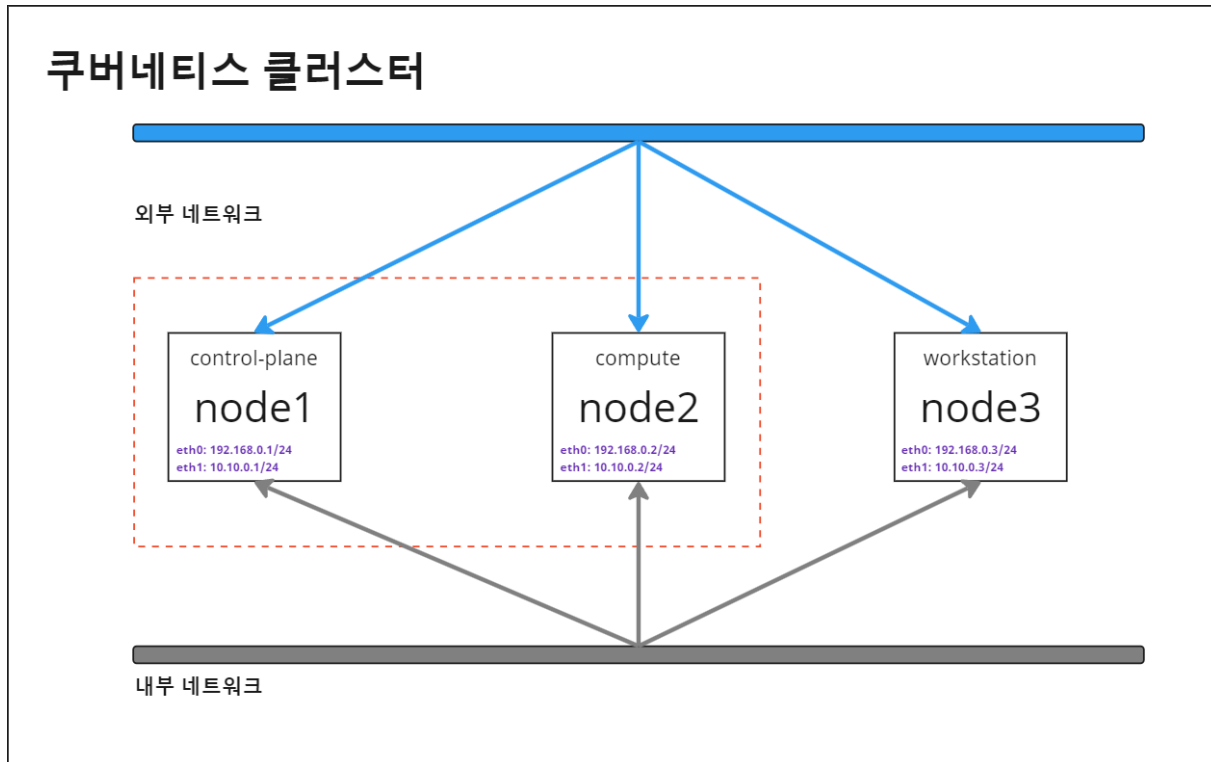 쿠버네티스 클러스터
외부 네트워크
control-plane
node1
eth0: 192.168.0.1/24
eth1: 10.10.0.1/24
compute
node2
eth0: 192.168.0.2/24
eth1: 10.10.0.2/24
workstation
node3
eth0: 192.168.0.3/24
eth1: 10.10.0.3/24
내부 네트워크